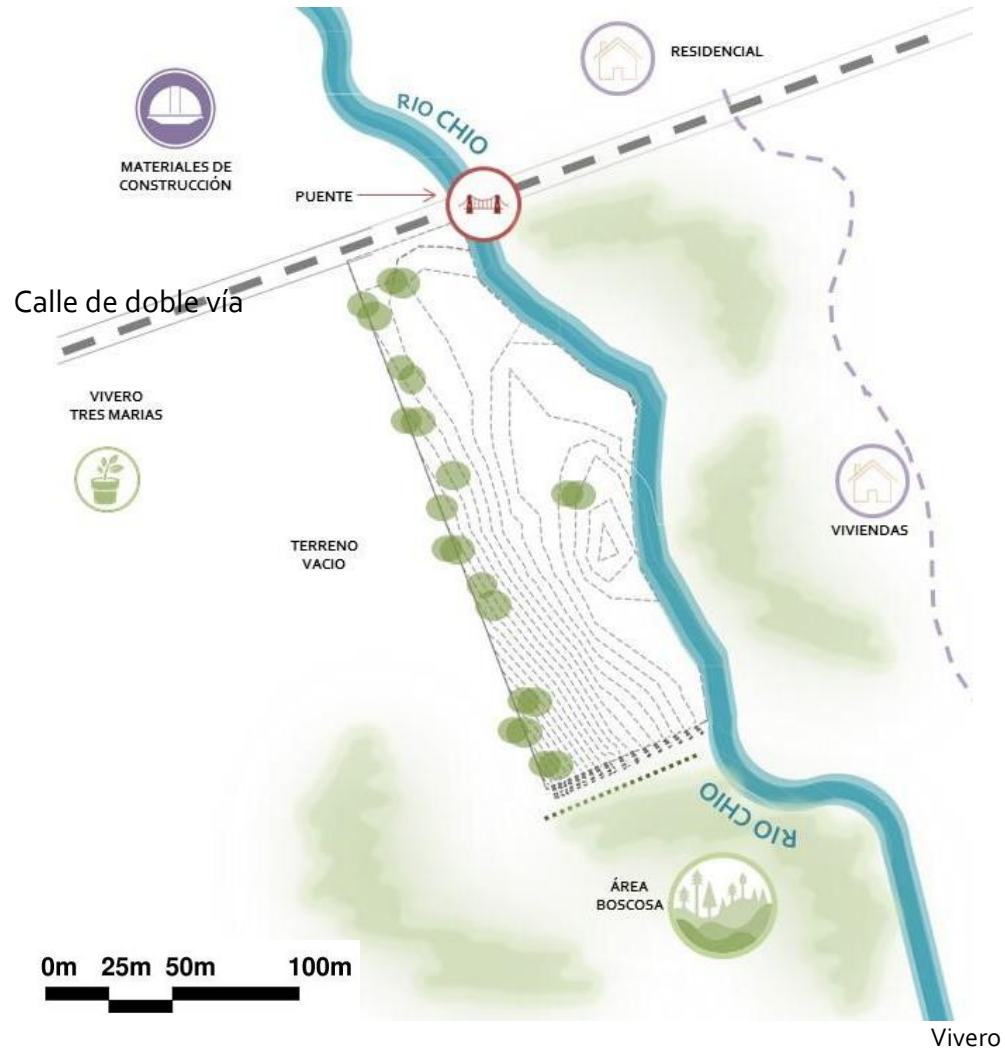 RESIDENCIAL
RIO CHIO
MATERIALES DE
CONSTRUCCIÓN
PUENTE
Calle de doble vía
VIVERO
TRES MARIAS
VIVIENDAS
TERRENO
VACIO
RIO CHIO
ÁREA
BOSCOSA
0m 25m 50m 100m
Vivero